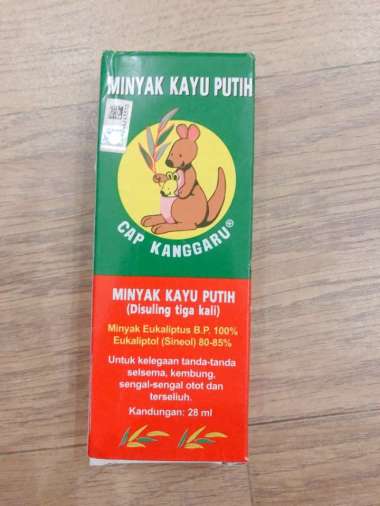 MINYAK KAYU PUTIH
CAP KANGGARU®
MINYAK KAYU PUTIH
(Disuling tiga kali)
Minyak Eukaliptus B.P. 100%
Eukaliptol (Sineol) 80-85%
Untuk kelegaan tanda-tanda
selsema, kembung,
sengal-sengal otot dan
terseliuh.
Kandungan: 28 ml